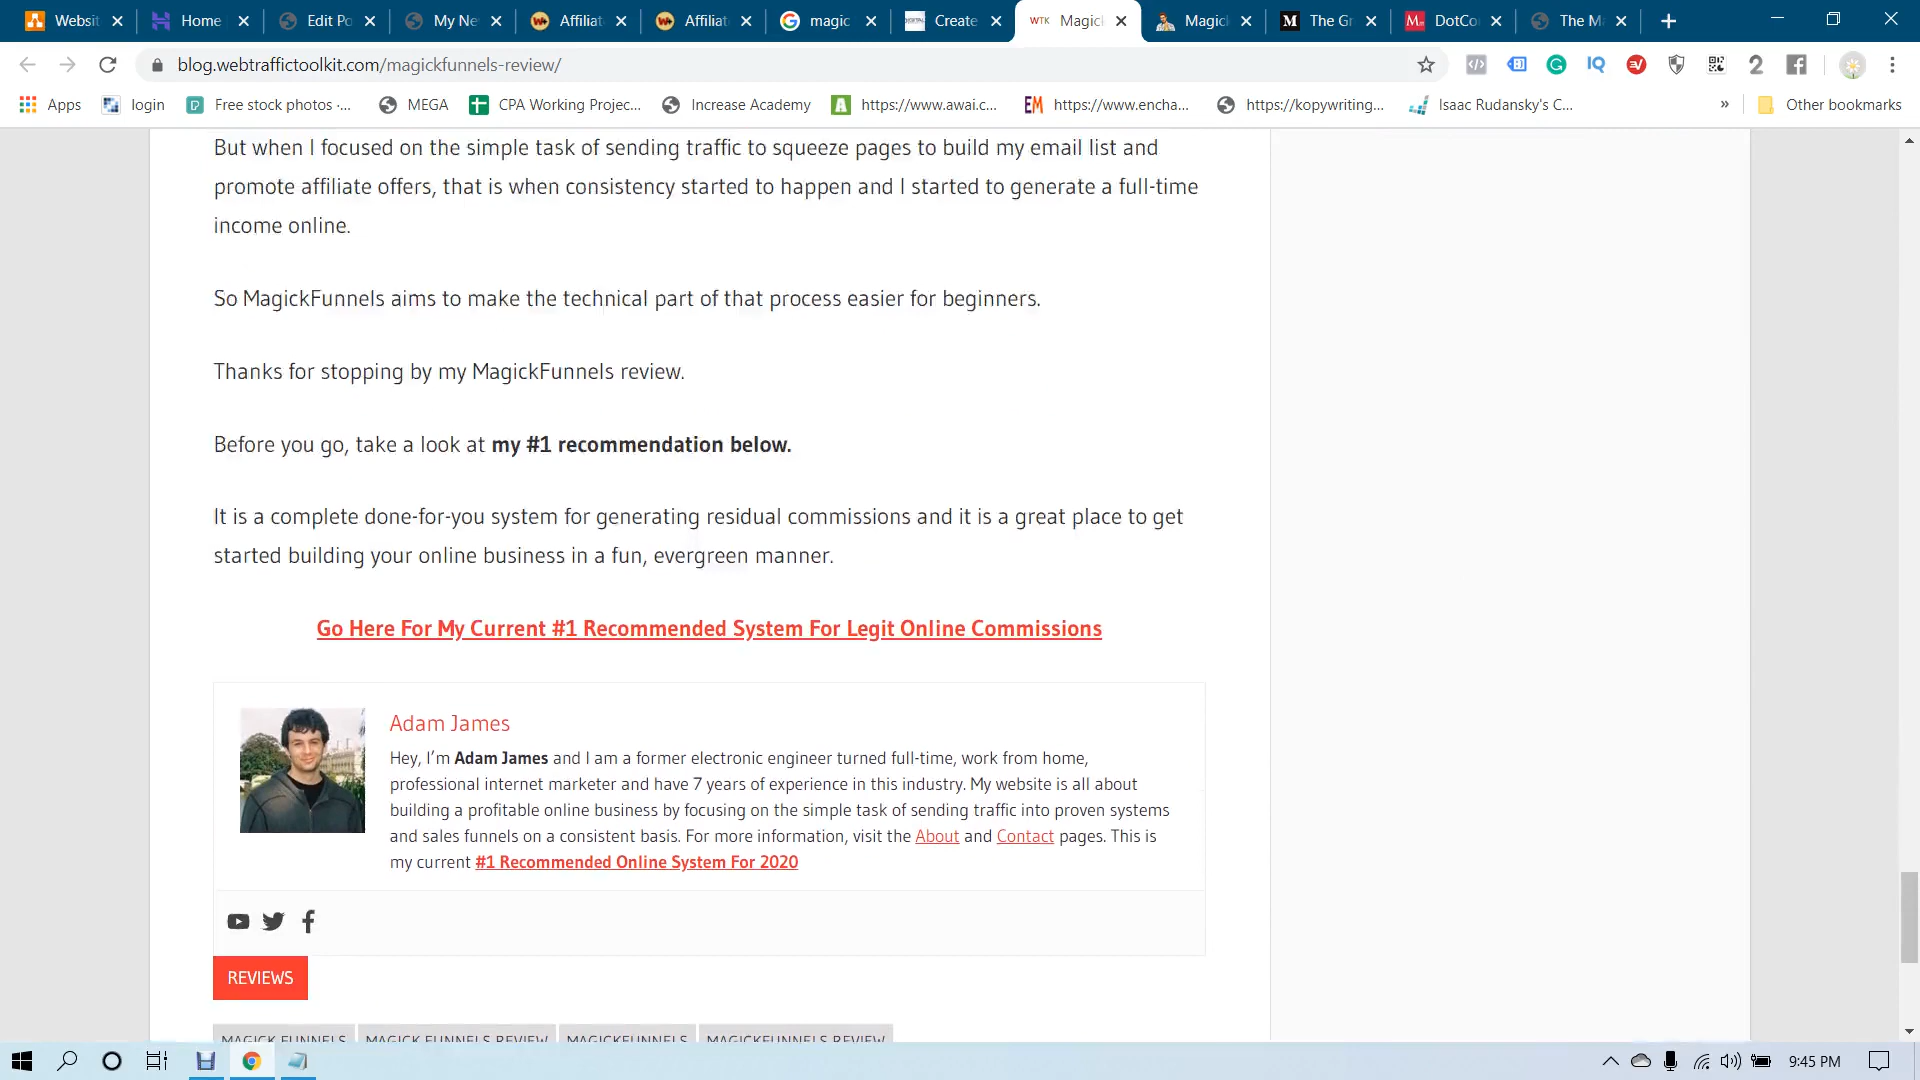 Websit
Home
Edit Po
My Ne
Affiliat
Affiliat
magic
Create
WTK Magick
Magick
The Gr
DotCo
The Ma
blog.webtraffictoolkit.com/magickfunnels-review/
Apps
login
Free stock photos ·...
MEGA
CPA Working Projec...
Increase Academy
https://www.awai.c...
https://www.encha...
https://kopywriting...
Isaac Rudansky's C...
»
Other bookmarks
But when I focused on the simple task of sending traffic to squeeze pages to build my email list and
promote affiliate offers, that is when consistency started to happen and I started to generate a full-time
income online.
So MagickFunnels aims to make the technical part of that process easier for beginners.
Thanks for stopping by my MagickFunnels review.
Before you go, take a look at my #1 recommendation below.
It is a complete done-for-you system for generating residual commissions and it is a great place to get
started building your online business in a fun, evergreen manner.
Go Here For My Current #1 Recommended System For Legit Online Commissions
Adam James
Hey, I'm Adam James and I am a former electronic engineer turned full-time, work from home,
professional internet marketer and have 7 years of experience in this industry. My website is all about
building a profitable online business by focusing on the simple task of sending traffic into proven systems
and sales funnels on a consistent basis. For more information, visit the About and Contact pages. This is
my current #1 Recommended Online System For 2020
REVIEWS
MAGICK FUNNELS
MAGICK FUNNELS REVIEW
MAGICKFUNNELS
MAGICKFUNNELS REVIEW
9:45 PM